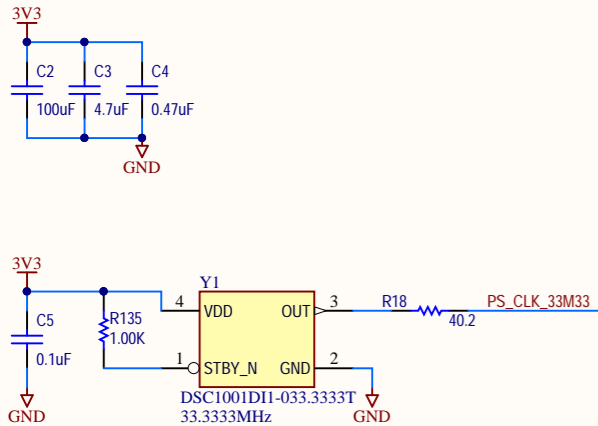 3V3
C2
C3
C4
100uF
4.7uF
0.47uF
GND
3V3
Y1
C5
0.1uF
R135
1.00K
4
VDD
OUT
3
R18
40.2
PS_CLK_33M33
1
STBY_N
GND
2
GND
DSC1001DI1-033.3333T
33.3333MHz
GND